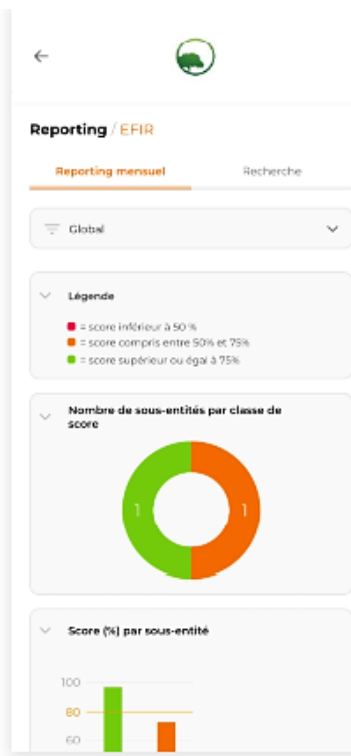 Reporting / EFIR
Reporting mensuel Recherche
Global
Légende
= score inférieur à 50 %
= score compris entre 50% et 75%
= score supérieur ou égal à 75%
Nombre de sous-entités par classe de
score
1 1
Score (%) par sous-entité
100
80
60